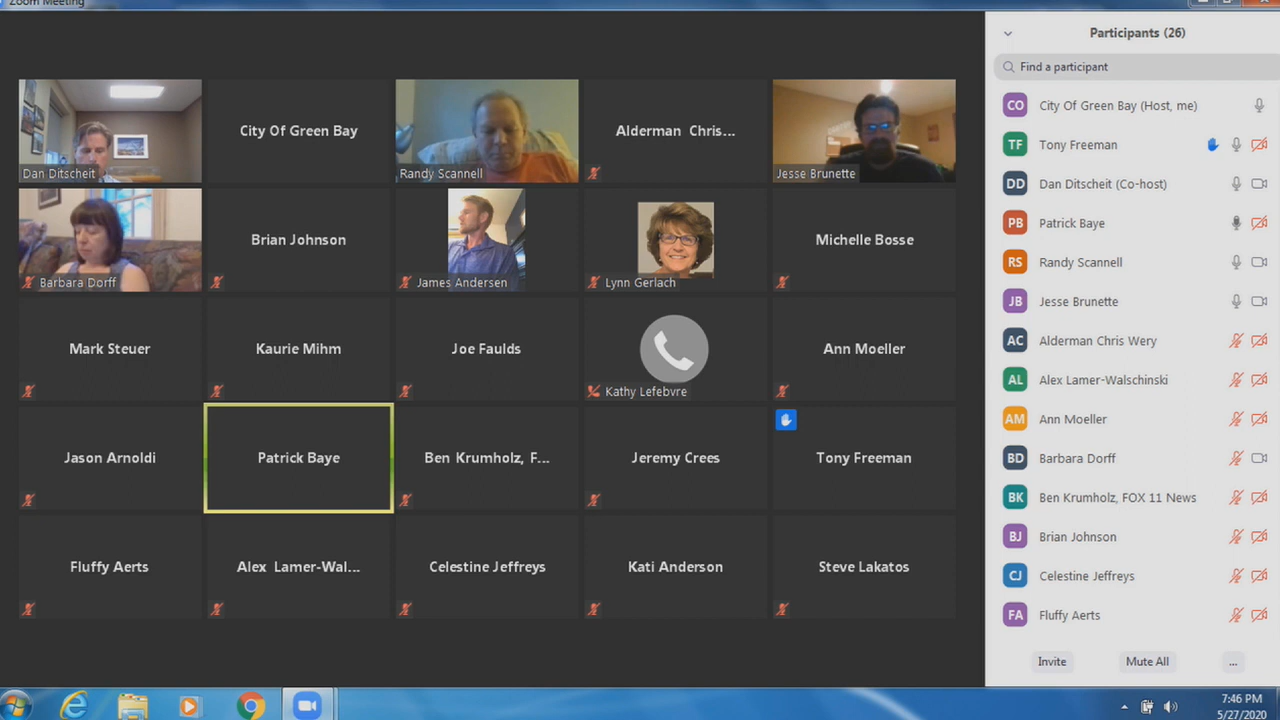 Zoom Meeting
Dan Ditscheit
City Of Green Bay
Randy Scannell
Alderman Chris...
Jesse Brunette
Barbara Dorff
Brian Johnson
James Andersen
Lynn Gerlach
Michelle Bosse
Mark Steuer
Kaurie Mihm
Joe Faulds
Kathy Lefebvre
Ann Moeller
Jason Arnoldi
Patrick Baye
Ben Krumholz, F...
Jeremy Crees
Tony Freeman
Fluffy Aerts
Alex Lamer-Wal...
Celestine Jeffreys
Kati Anderson
Steve Lakatos
Participants (26)
Find a participant
CO City Of Green Bay (Host, me)
TF Tony Freeman
DD Dan Ditscheit (Co-host)
PB Patrick Baye
RS Randy Scannell
JB Jesse Brunette
AC Alderman Chris Wery
AL Alex Lamer-Walschinski
AM Ann Moeller
BD Barbara Dorff
BK Ben Krumholz, FOX 11 News
BJ Brian Johnson
CJ Celestine Jeffreys
FA Fluffy Aerts
Invite
Mute All
...
7:46 PM
5/27/2020